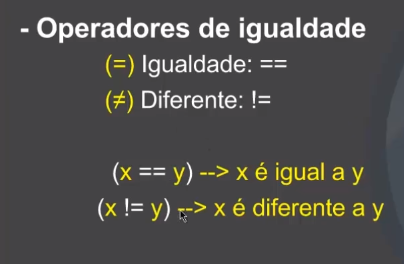 - Operadores de igualdade
(=) Igualdade: ==
(≠) Diferente: !=
(x == y) --> x é igual a y
(x != y) --> x é diferente a y